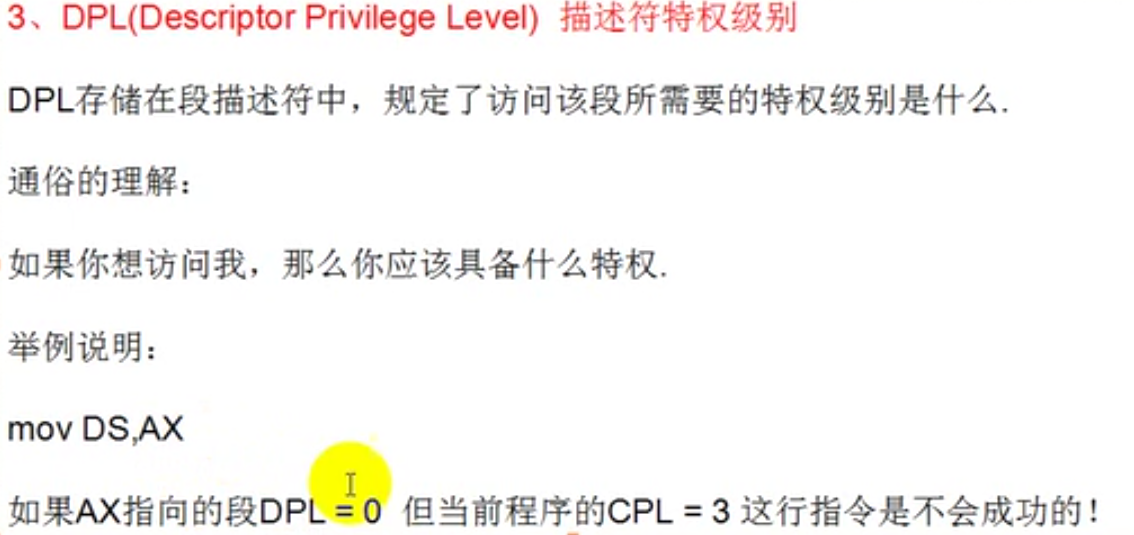 3、DPL(Descriptor Privilege Level) 描述符特权级别
DPL存储在段描述符中，规定了访问该段所需要的特权级别是什么.
通俗的理解：
如果你想访问我，那么你应该具备什么特权.
举例说明：
mov DS,AX
如果AX指向的段DPL = 0 但当前程序的CPL = 3 这行指令是不会成功的！